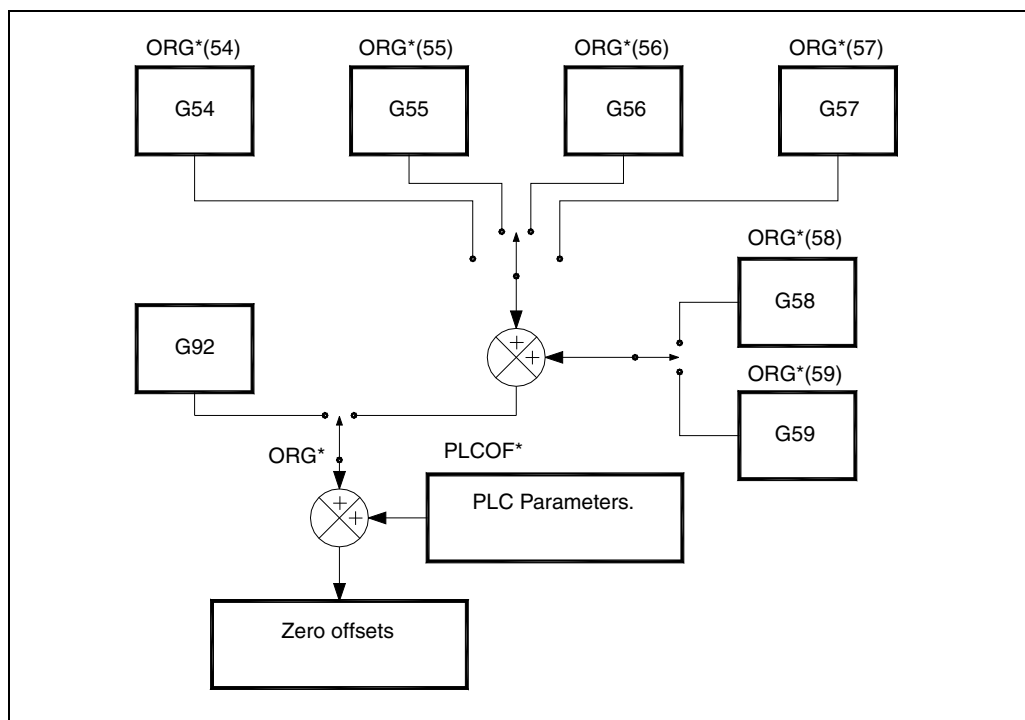 ORG*(54) ORG*(55) ORG*(56) ORG*(57)
G54 G55 G56 G57
ORG*(58)
G58
G92
ORG*(59)
G59
+
+
ORG* PLCOF*
PLC Parameters.
+
+
Zero offsets